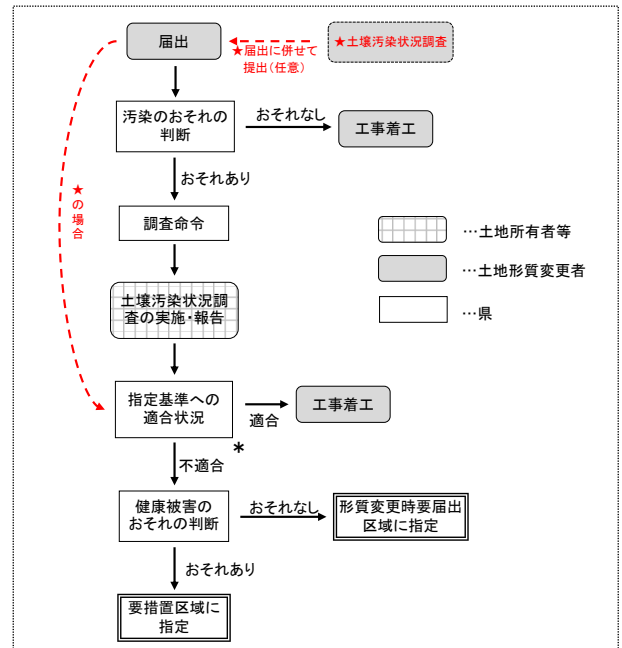 届出
★土壌汚染状況調査
★届出に併せて
提出(任意)
汚染のおそれの
判断
おそれなし
工事着工
おそれあり
★の場合
調査命令
…土地所有者等
…土地形質変更者
…県
土壌汚染状況調
査の実施・報告
指定基準への
適合状況
適合
工事着工
不適合
*
健康被害の
おそれの判断
おそれなし
形質変更時要届出
区域に指定
おそれあり
要措置区域に
指定